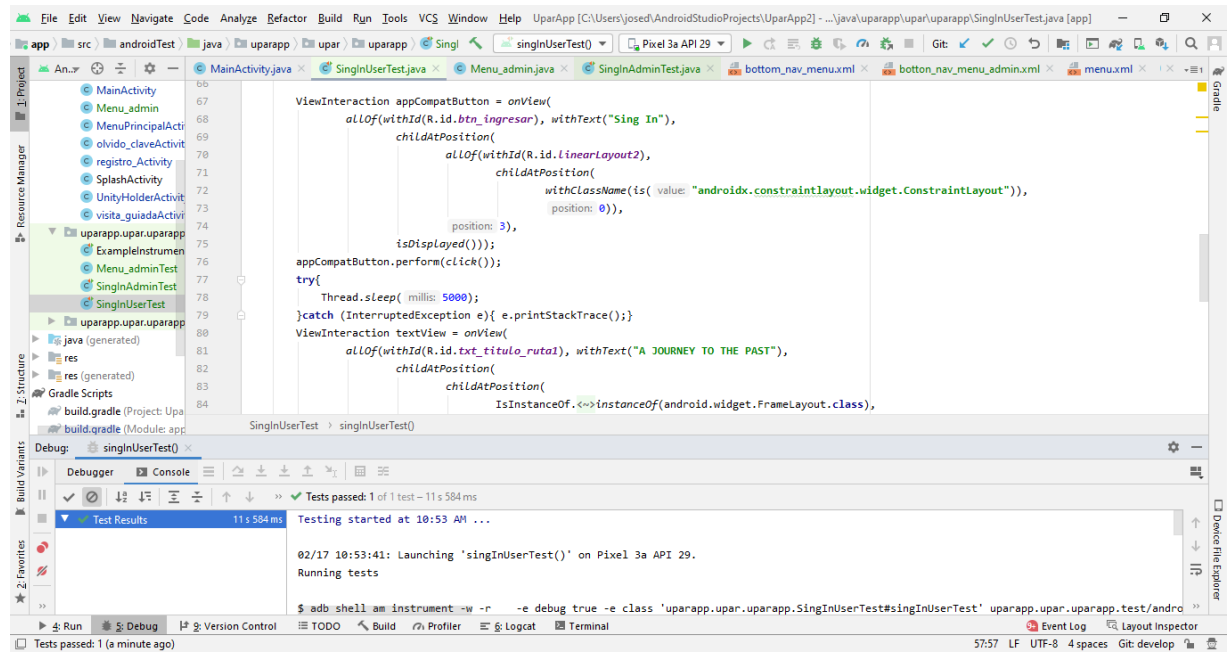 File Edit View Navigate Code Analyze Refactor Build Run Tools VCS Window Help UparApp [C:\Users\josed\AndroidStudioProjects\UparApp2] - ...\java\uparapp\upar\uparapp\SingInUserTest.java [app]
app src androidTest java uparapp upar uparapp SingI singInUserTest() Pixel 3a API 29 Git:
An... MainActivity.java SingInUserTest.java Menu_admin.java SingInAdminTest.java bottom_nav_menu.xml botton_nav_menu_admin.xml menu.xml
1: Project
Resource Manager
Z: Structure
Build Variants
2: Favorites
Gradle
Device File Explorer
MainActivity
Menu_admin
MenuPrincipalActi
olvido_claveActivit
registro_Activity
SplashActivity
UnityHolderActivit
visita_guiadaActivi
uparapp.upar.uparapp
ExampleInstrumen
Menu_adminTest
SingInAdminTest
SingInUserTest
uparapp.upar.uparapp
java (generated)
res
res (generated)
Gradle Scripts
build.gradle (Project: Upa
build.gradle (Module: app
66
67 ViewInteraction appCompatButton = onView(
68 allOf(withId(R.id.btn_ingresar), withText("Sing In"),
69 childAtPosition(
70 allOf(withId(R.id.linearLayout2),
71 childAtPosition(
72 withClassName(is( value: "androidx.constraintlayout.widget.ConstraintLayout")),
73 position: 0)),
74 position: 3),
75 isDisplayed()));
76 appCompatButton.perform(click());
77 try{
78 Thread.sleep( millis: 5000);
79 }catch (InterruptedException e){ e.printStackTrace();}
80 ViewInteraction textView = onView(
81 allOf(withId(R.id.txt_titulo_ruta1), withText("A JOURNEY TO THE PAST"),
82 childAtPosition(
83 childAtPosition(
84 IsInstanceOf.<~>instanceOf(android.widget.FrameLayout.class),
SingInUserTest › singInUserTest()
Debug: singInUserTest()
Debugger Console
Tests passed: 1 of 1 test – 11 s 584 ms
Test Results 11 s 584 ms
Testing started at 10:53 AM ...
02/17 10:53:41: Launching 'singInUserTest()' on Pixel 3a API 29.
Running tests
$ adb shell am instrument -w -r -e debug true -e class 'uparapp.upar.uparapp.SingInUserTest#singInUserTest' uparapp.upar.uparapp.test/andro
4: Run 5: Debug 9: Version Control TODO Build Profiler 6: Logcat Terminal Event Log Layout Inspector
Tests passed: 1 (a minute ago) 57:57 LF UTF-8 4 spaces Git: develop